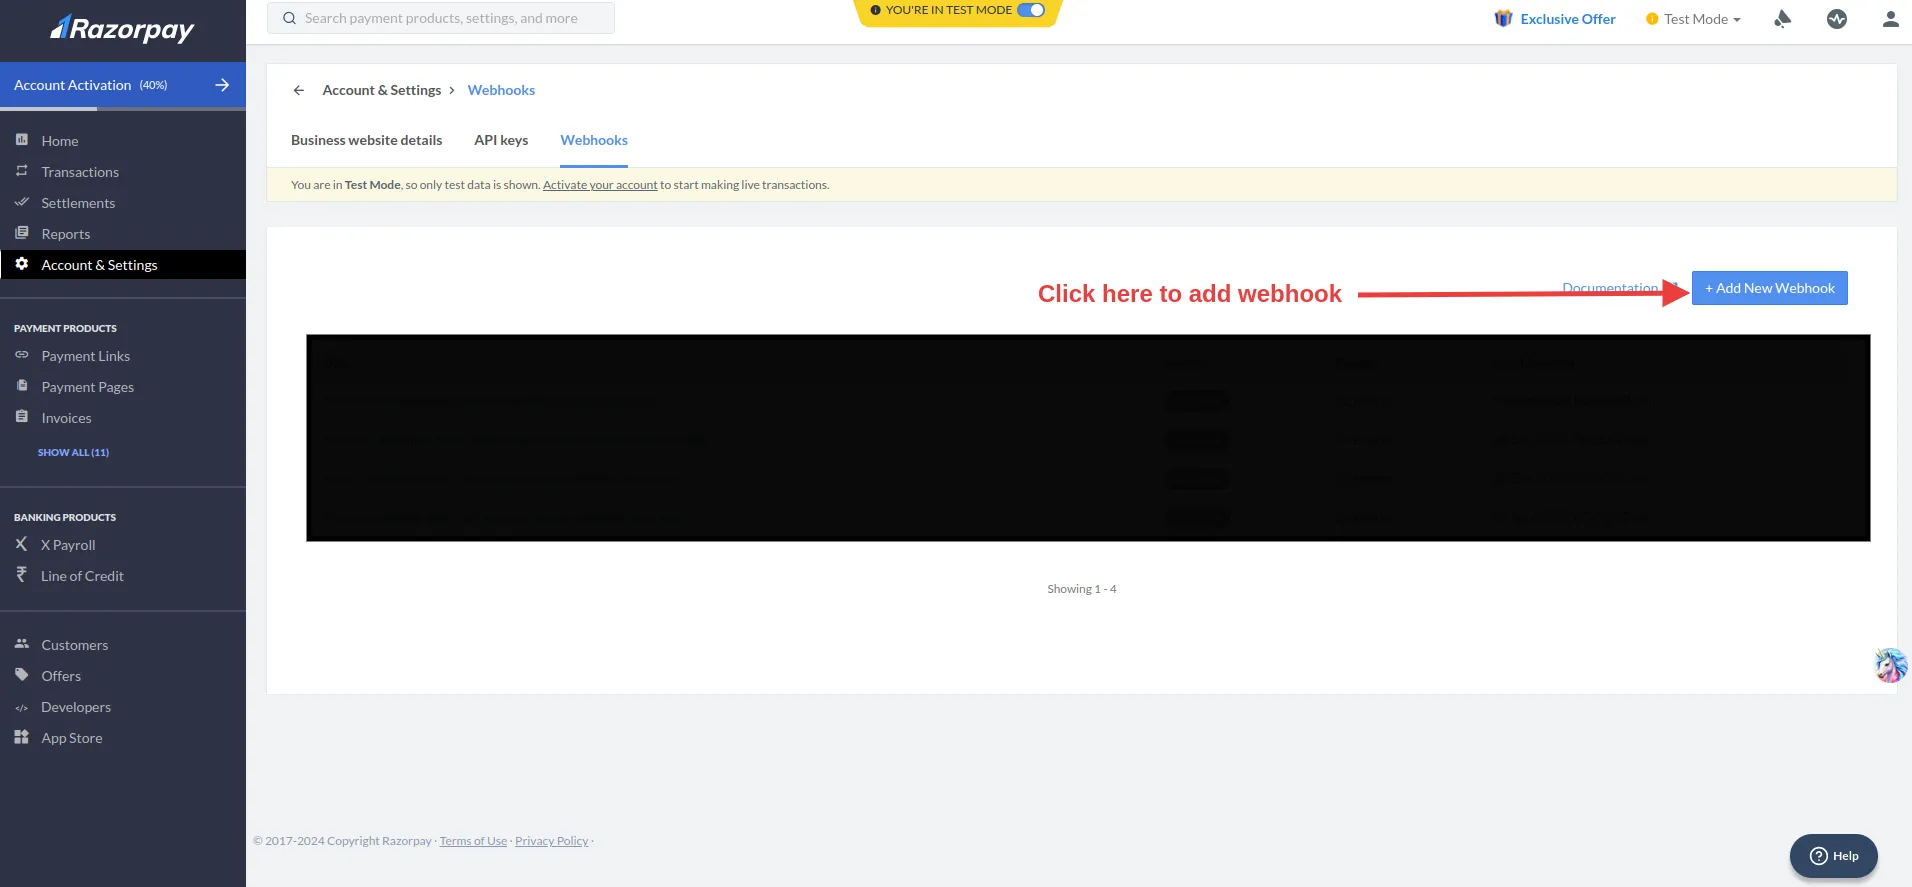 Razorpay
Search payment products, settings, and more
YOU'RE IN TEST MODE
Exclusive Offer
Test Mode
Account Activation (40%)
Home
Transactions
Settlements
Reports
Account & Settings
PAYMENT PRODUCTS
Payment Links
Payment Pages
Invoices
SHOW ALL (11)
BANKING PRODUCTS
X Payroll
Line of Credit
Customers
Offers
Developers
App Store
Account & Settings > Webhooks
Business website details API keys Webhooks
You are in Test Mode, so only test data is shown. Activate your account to start making live transactions.
Click here to add webhook
Documentation
+ Add New Webhook
Showing 1 - 4
© 2017-2024 Copyright Razorpay · Terms of Use · Privacy Policy ·
Help